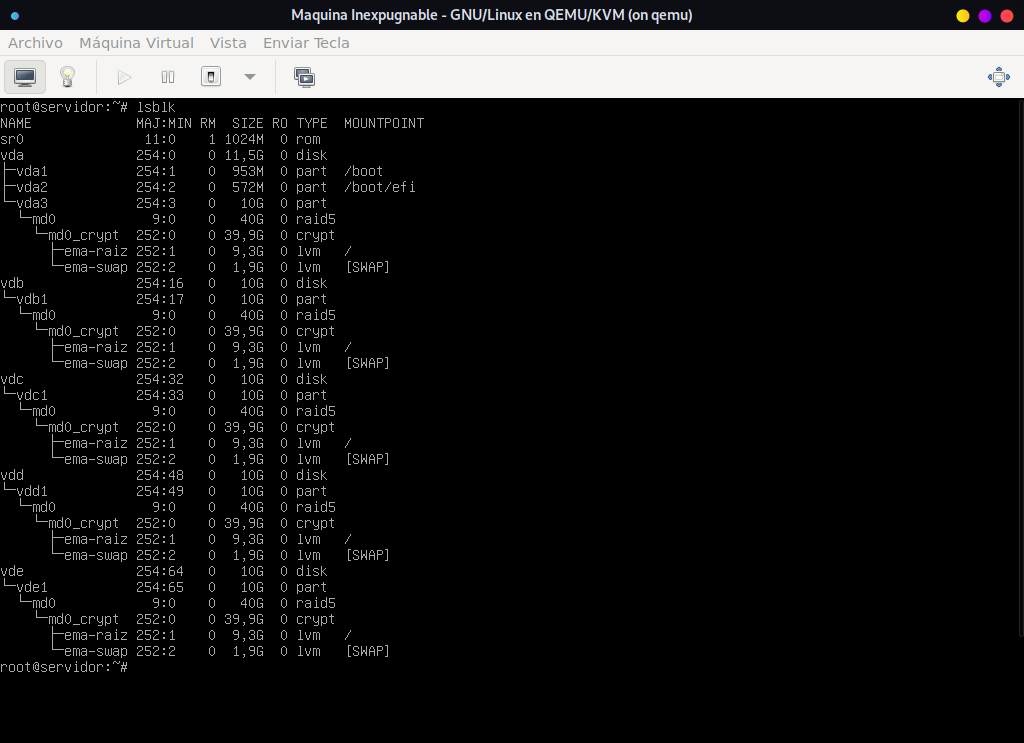 Maquina Inexpugnable - GNU/Linux en QEMU/KVM (on qemu)
Archivo Máquina Virtual Vista Enviar Tecla
root@servidor:~# lsblk
NAME MAJ:MIN RM SIZE RO TYPE MOUNTPOINT
sr0 11:0 1 1024M 0 rom
vda 254:0 0 11,5G 0 disk
├─vda1 254:1 0 953M 0 part /boot
├─vda2 254:2 0 572M 0 part /boot/efi
└─vda3 254:3 0 10G 0 part
└─md0 9:0 0 40G 0 raid5
└─md0_crypt 252:0 0 39,9G 0 crypt
├─ema-raiz 252:1 0 9,3G 0 lvm /
└─ema-swap 252:2 0 1,9G 0 lvm [SWAP]
vdb 254:16 0 10G 0 disk
└─vdb1 254:17 0 10G 0 part
└─md0 9:0 0 40G 0 raid5
└─md0_crypt 252:0 0 39,9G 0 crypt
├─ema-raiz 252:1 0 9,3G 0 lvm /
└─ema-swap 252:2 0 1,9G 0 lvm [SWAP]
vdc 254:32 0 10G 0 disk
└─vdc1 254:33 0 10G 0 part
└─md0 9:0 0 40G 0 raid5
└─md0_crypt 252:0 0 39,9G 0 crypt
├─ema-raiz 252:1 0 9,3G 0 lvm /
└─ema-swap 252:2 0 1,9G 0 lvm [SWAP]
vdd 254:48 0 10G 0 disk
└─vdd1 254:49 0 10G 0 part
└─md0 9:0 0 40G 0 raid5
└─md0_crypt 252:0 0 39,9G 0 crypt
├─ema-raiz 252:1 0 9,3G 0 lvm /
└─ema-swap 252:2 0 1,9G 0 lvm [SWAP]
vde 254:64 0 10G 0 disk
└─vde1 254:65 0 10G 0 part
└─md0 9:0 0 40G 0 raid5
└─md0_crypt 252:0 0 39,9G 0 crypt
├─ema-raiz 252:1 0 9,3G 0 lvm /
└─ema-swap 252:2 0 1,9G 0 lvm [SWAP]
root@servidor:~#